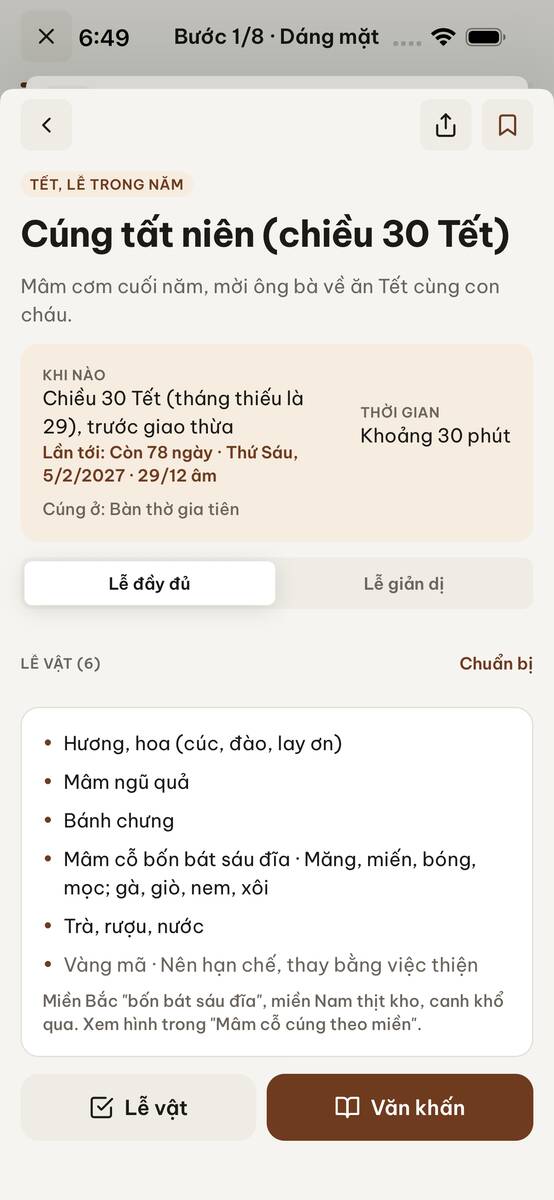 6:49
Bước 1/8 · Dáng mặt
TẾT, LỄ TRONG NĂM
Cúng tất niên (chiều 30 Tết)
Mâm cơm cuối năm, mời ông bà về ăn Tết cùng con
cháu.
KHI NÀO
Chiều 30 Tết (tháng thiếu là
29), trước giao thừa
Lần tới: Còn 78 ngày · Thứ Sáu,
5/2/2027 · 29/12 âm
Cúng ở: Bàn thờ gia tiên
THỜI GIAN
Khoảng 30 phút
Lễ đầy đủ
Lễ giản dị
LỄ VẬT (6)
Chuẩn bị
• Hương, hoa (cúc, đào, lay ơn)
• Mâm ngũ quả
• Bánh chưng
• Mâm cỗ bốn bát sáu đĩa · Măng, miến, bóng,
mọc; gà, giò, nem, xôi
• Trà, rượu, nước
• Vàng mã · Nên hạn chế, thay bằng việc thiện
Miền Bắc "bốn bát sáu đĩa", miền Nam thịt kho, canh khổ
qua. Xem hình trong "Mâm cỗ cúng theo miền".
Lễ vật
Văn khấn